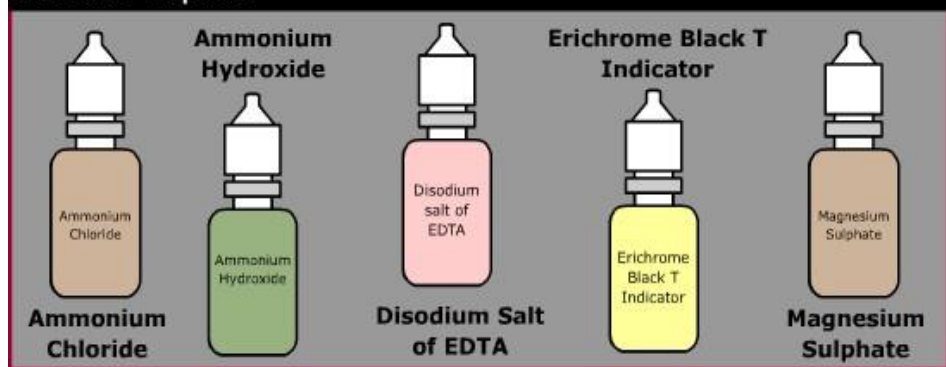 Ammonium
Hydroxide
Erichrome Black T
Indicator
Ammonium
Chloride
Ammonium
Hydroxide
Disodium
salt of
EDTA
Erichrome
Black T
Indicator
Magnesium
Sulphate
Ammonium
Chloride
Disodium Salt
of EDTA
Magnesium
Sulphate